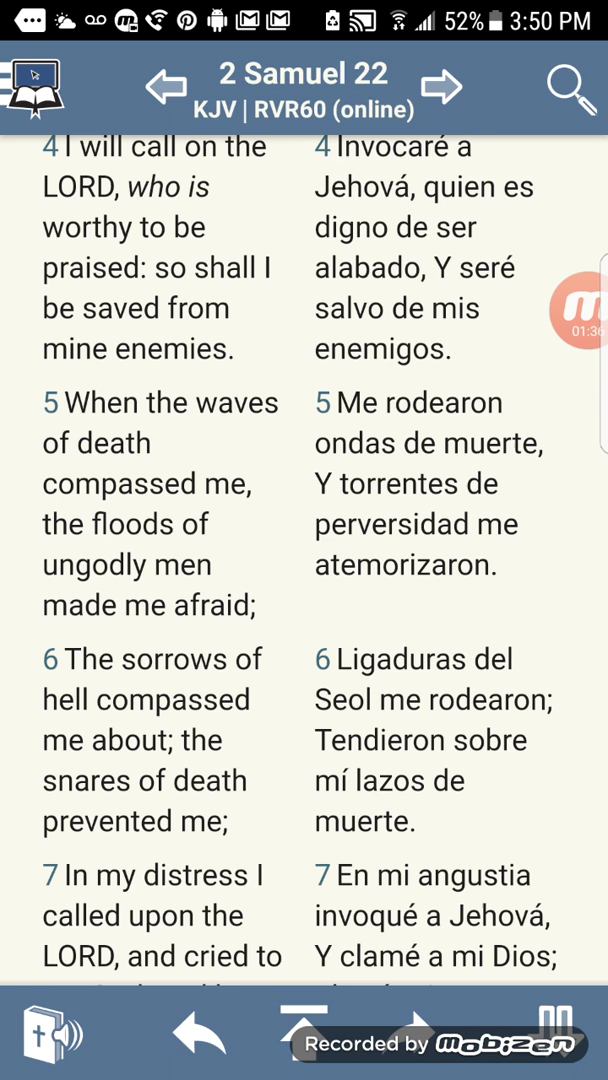 52% 3:50 PM
2 Samuel 22
KJV | RVR60 (online)
4 I will call on the
LORD, who is
worthy to be
praised: so shall I
be saved from
mine enemies.
5 When the waves
of death
compassed me,
the floods of
ungodly men
made me afraid;
6 The sorrows of
hell compassed
me about; the
snares of death
prevented me;
7 In my distress I
called upon the
LORD, and cried to
4 Invocaré a
Jehová, quien es
digno de ser
alabado, Y seré
salvo de mis
enemigos.
5 Me rodearon
ondas de muerte,
Y torrentes de
perversidad me
atemorizaron.
6 Ligaduras del
Seol me rodearon;
Tendieron sobre
mí lazos de
muerte.
7 En mi angustia
invoqué a Jehová,
Y clamé a mi Dios;
01:36
Recorded by mobizen